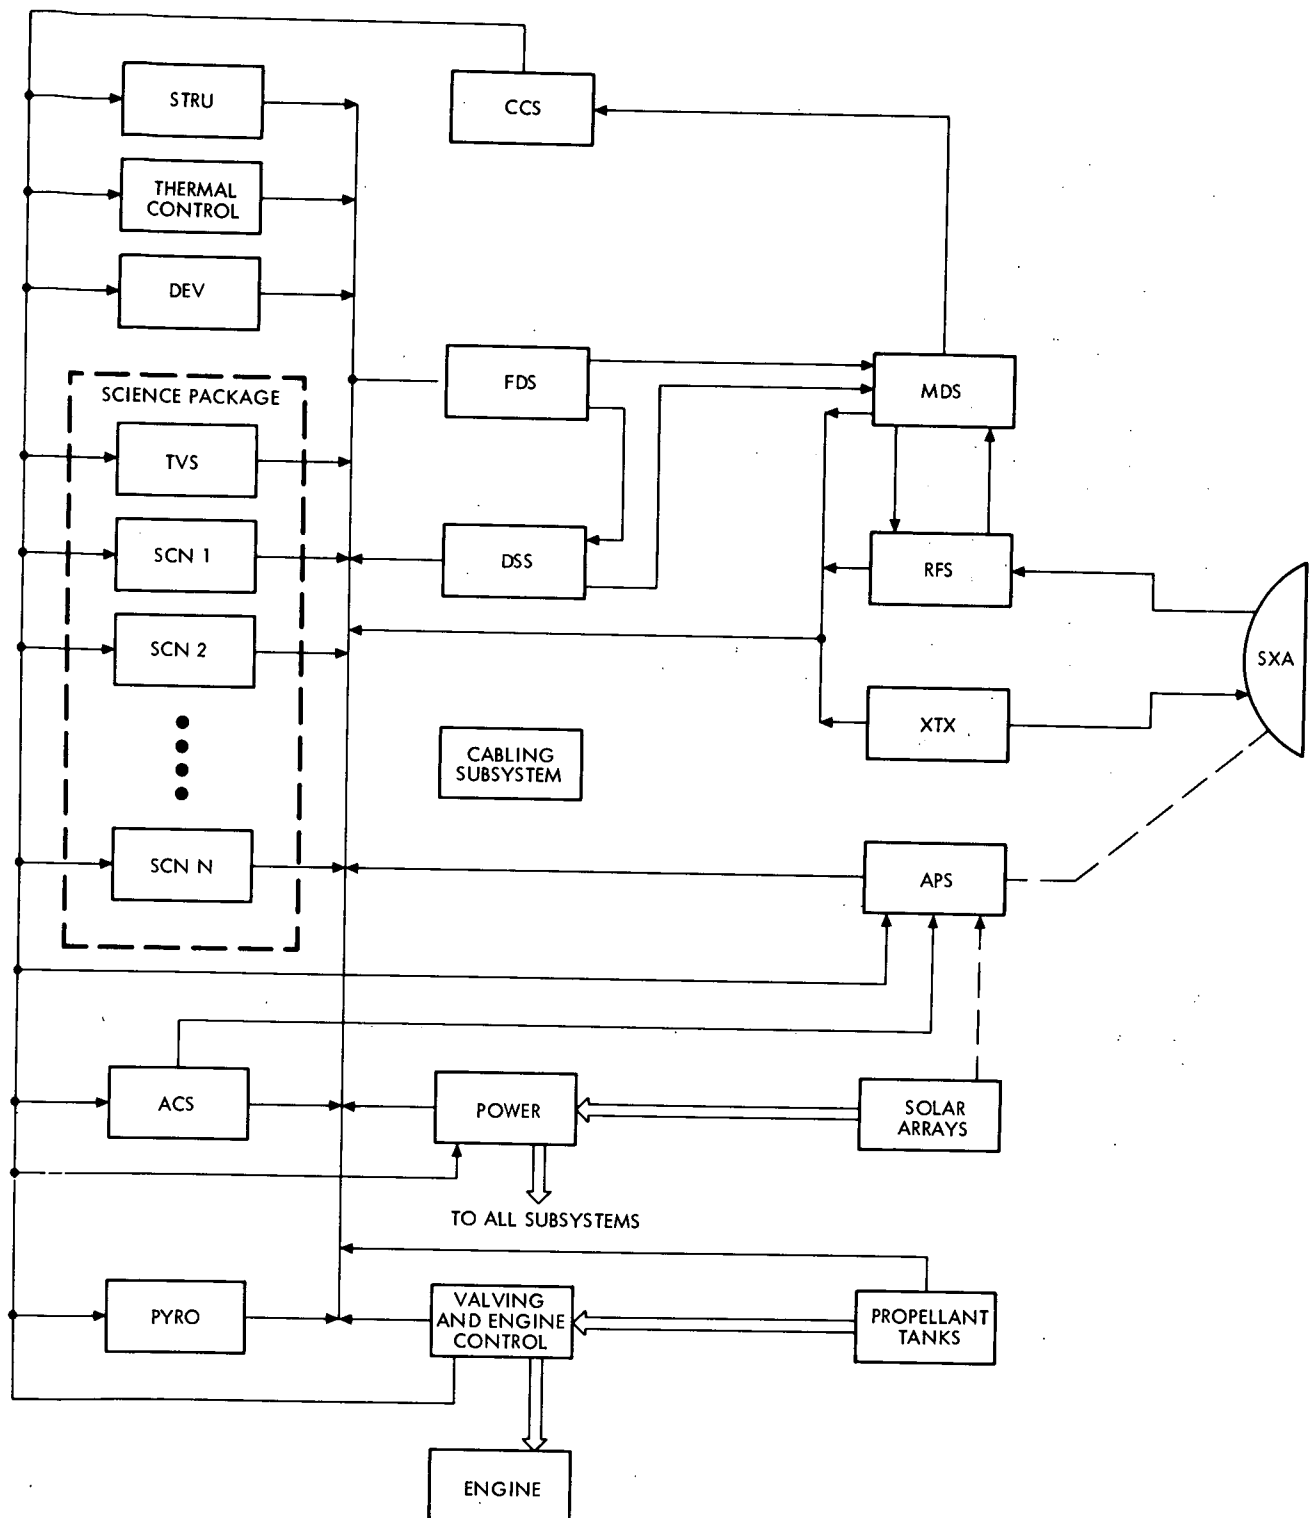 STRU
CCS
THERMAL
CONTROL
DEV
FDS
MDS
SCIENCE PACKAGE
TVS
SCN 1
DSS
RFS
SCN 2
SXA
XTX
CABLING
SUBSYSTEM
SCN N
APS
ACS
POWER
SOLAR
ARRAYS
TO ALL SUBSYSTEMS
PYRO
VALVING
AND ENGINE
CONTROL
PROPELLANT
TANKS
ENGINE